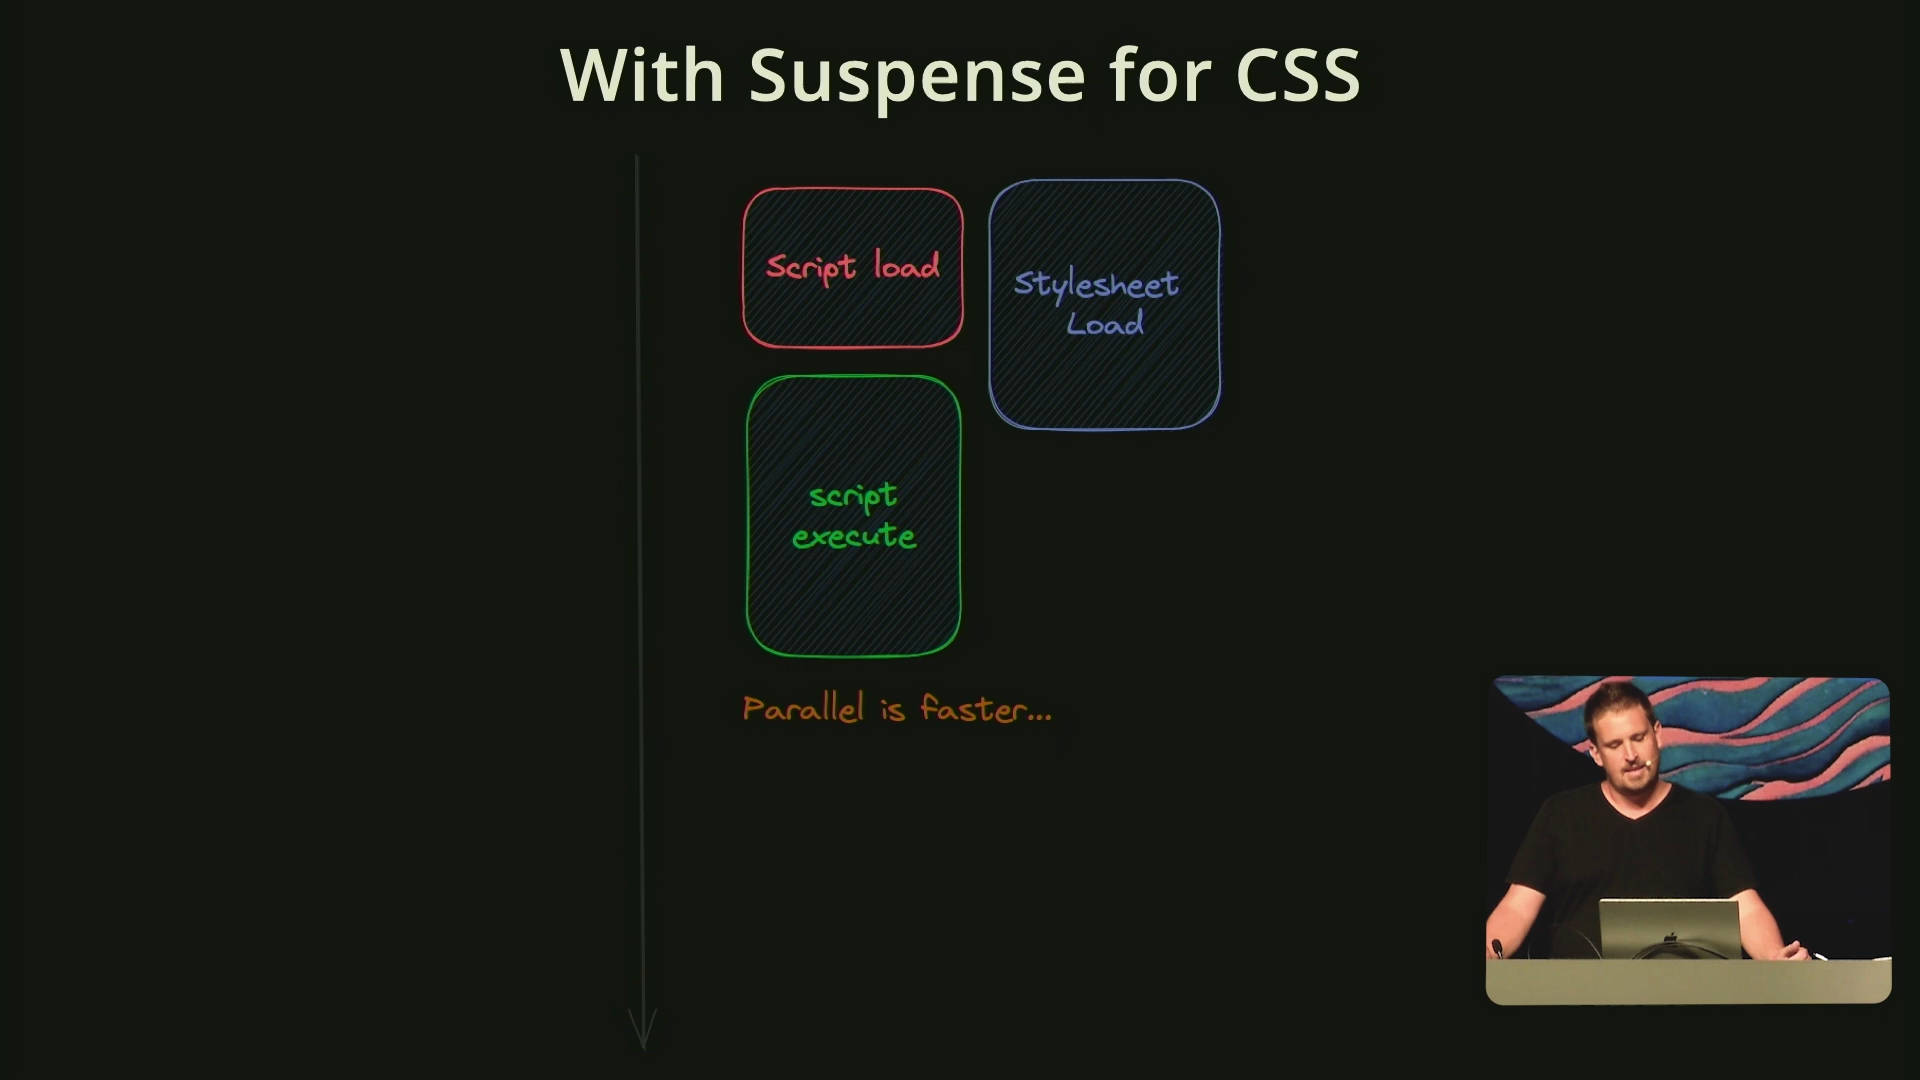 With Suspense for CSS
Script load
Stylesheet
Load
script
execute
Parallel is faster...